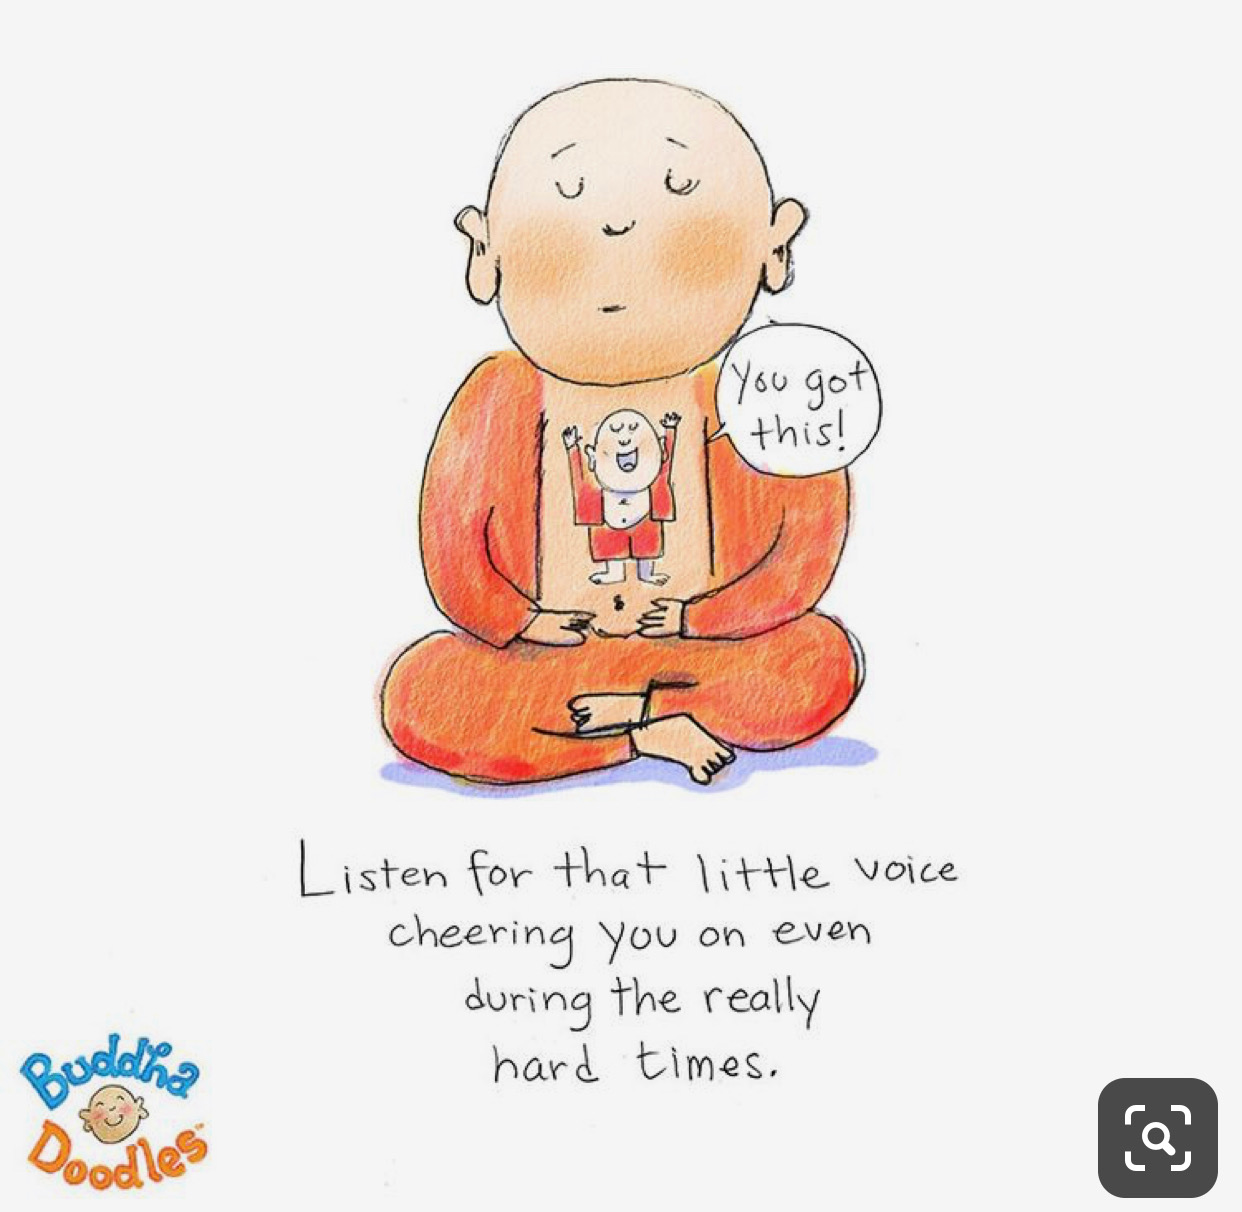 You got
this!
Listen for that little voice
cheering you on even
during the really
hard times.
Buddha
Doodles